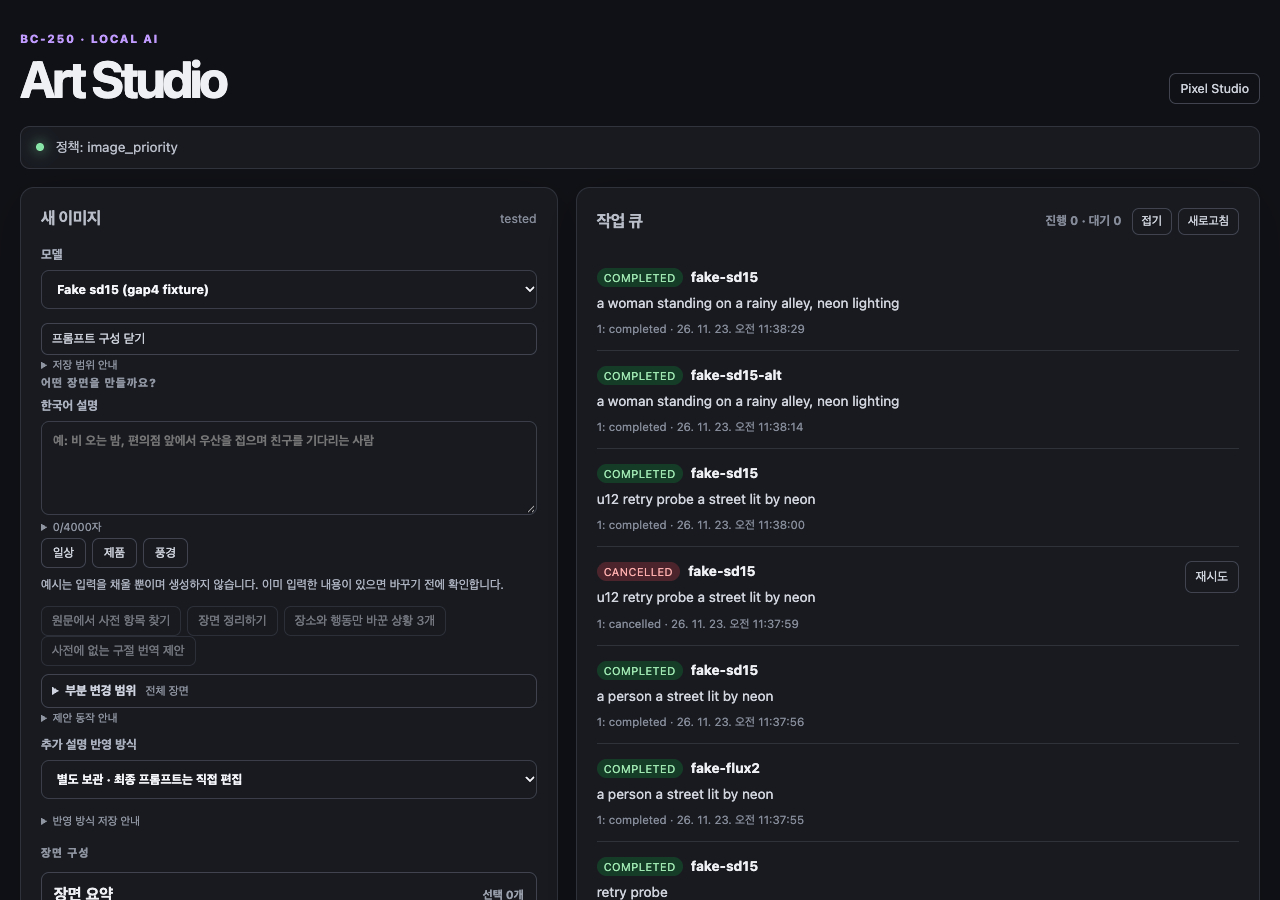 BC-250 · LOCAL AI
Art Studio
Pixel Studio
정책: image_priority
새 이미지
tested
모델
Fake sd15 (gap4 fixture)
프롬프트 구성 닫기
▶ 저장 범위 안내
어떤 장면을 만들까요?
한국어 설명
예: 비 오는 밤, 편의점 앞에서 우산을 접으며 친구를 기다리는 사람
▶ 0/4000자
일상 제품 풍경
예시는 입력을 채울 뿐이며 생성하지 않습니다. 이미 입력한 내용이 있으면 바꾸기 전에 확인합니다.
원문에서 사전 항목 찾기 장면 정리하기 장소와 행동만 바꾼 상황 3개
사전에 없는 구절 번역 제안
▶ 부분 변경 범위 전체 장면
▶ 제안 동작 안내
추가 설명 반영 방식
별도 보관 · 최종 프롬프트는 직접 편집
▶ 반영 방식 저장 안내
장면 구성
장면 요약 선택 0개
작업 큐
진행 0 · 대기 0 접기 새로고침
COMPLETED fake-sd15
a woman standing on a rainy alley, neon lighting
1: completed · 26. 11. 23. 오전 11:38:29
COMPLETED fake-sd15-alt
a woman standing on a rainy alley, neon lighting
1: completed · 26. 11. 23. 오전 11:38:14
COMPLETED fake-sd15
u12 retry probe a street lit by neon
1: completed · 26. 11. 23. 오전 11:38:00
CANCELLED fake-sd15
재시도
u12 retry probe a street lit by neon
1: cancelled · 26. 11. 23. 오전 11:37:59
COMPLETED fake-sd15
a person a street lit by neon
1: completed · 26. 11. 23. 오전 11:37:56
COMPLETED fake-flux2
a person a street lit by neon
1: completed · 26. 11. 23. 오전 11:37:55
COMPLETED fake-sd15
retry probe